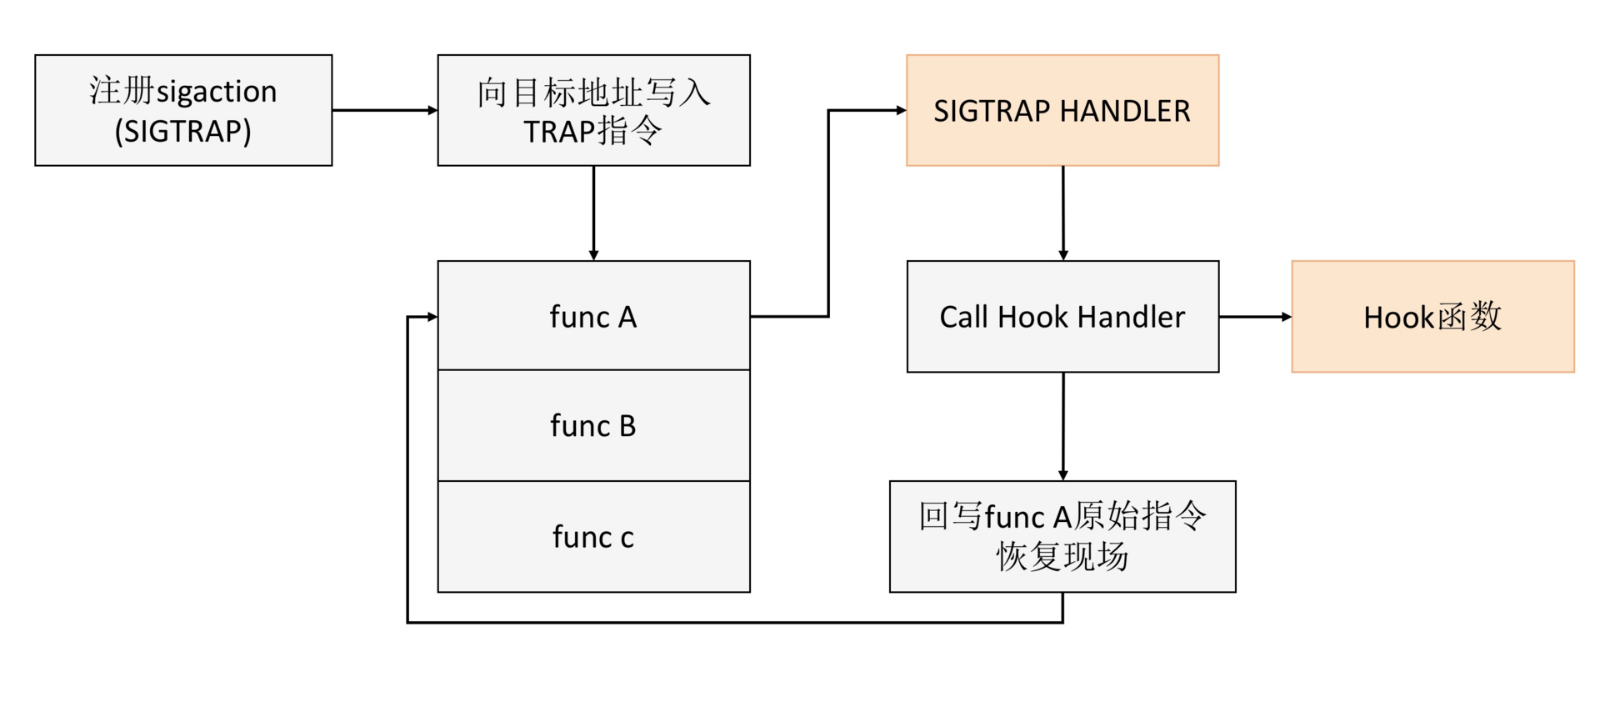 注册sigaction
(SIGTRAP)
向目标地址写入
TRAP指令
SIGTRAP HANDLER
func A
Call Hook Handler
Hook函数
func B
func c
回写func A原始指令
恢复现场